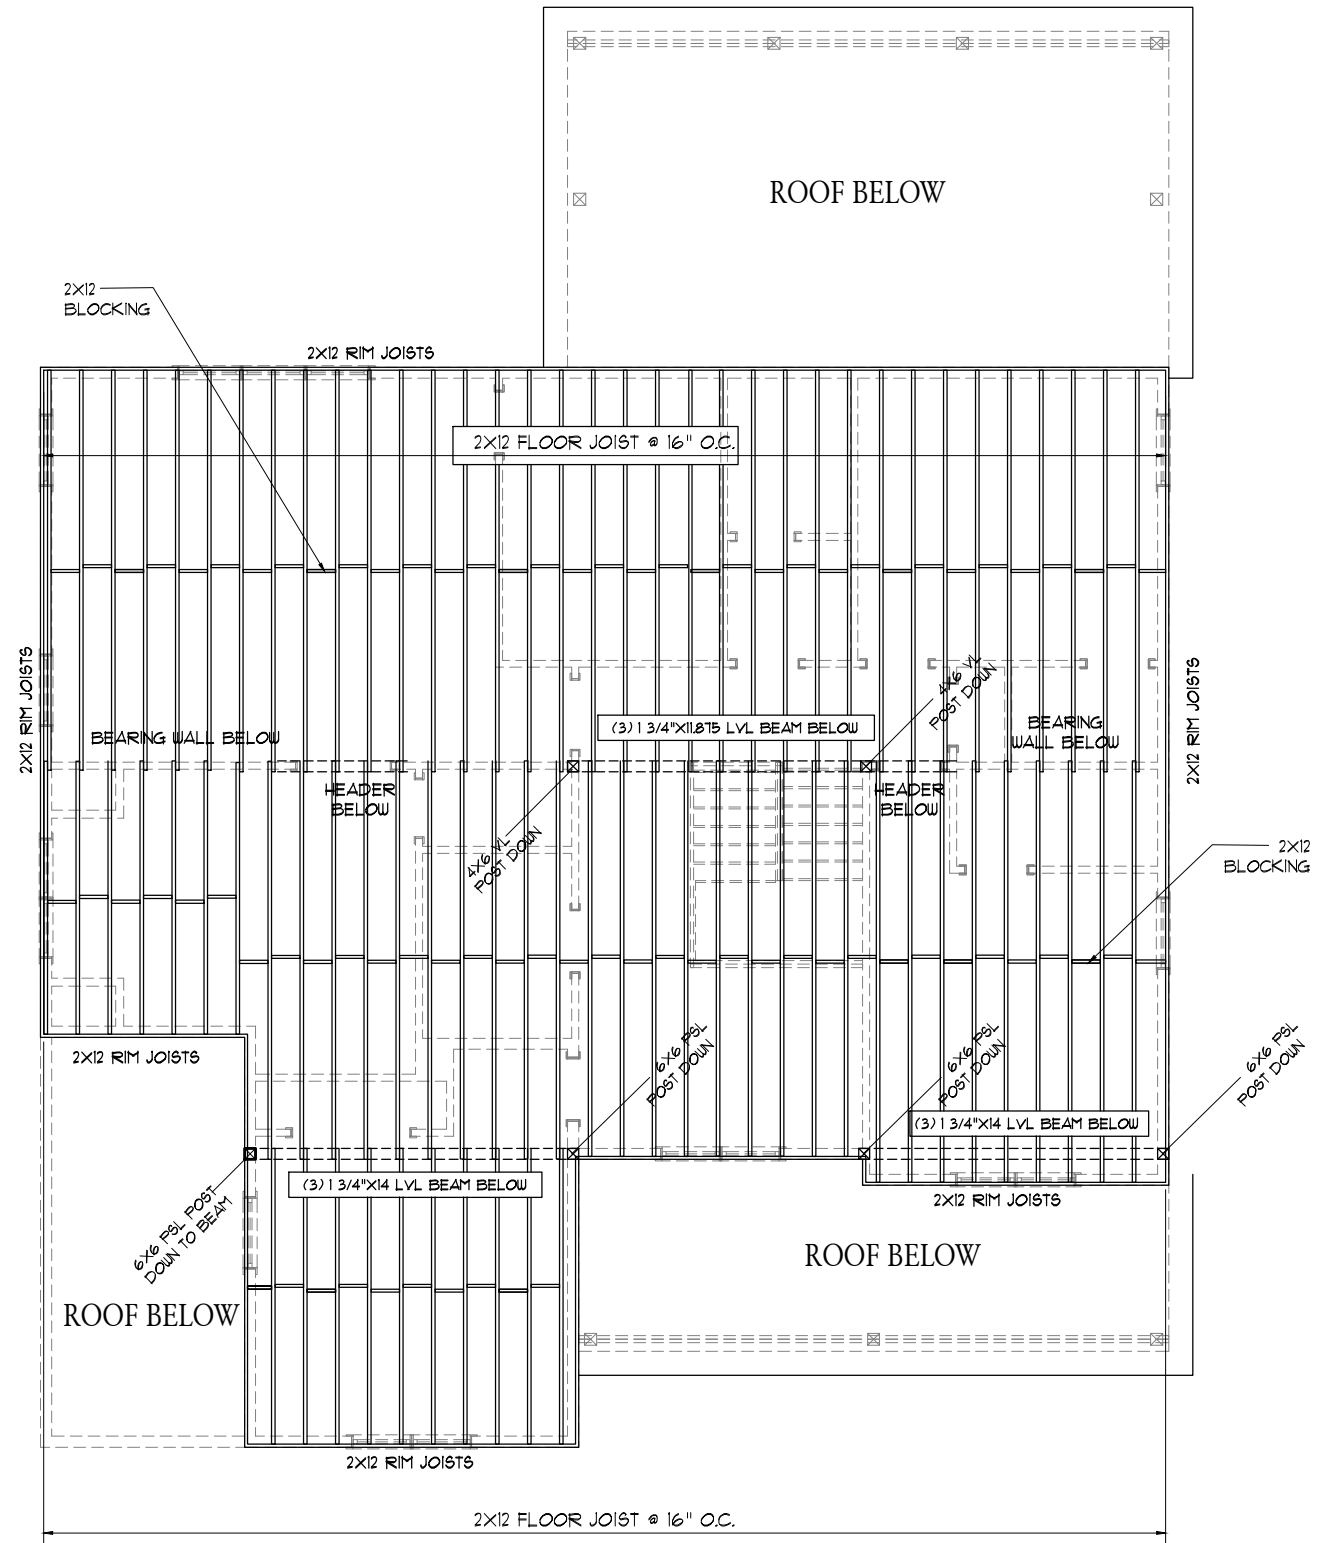 ROOF BELOW
2X12
BLOCKING
2X12 RIM JOISTS
2X12 FLOOR JOIST @ 16" O.C.
2X12 RIM JOISTS
BEARING WALL BELOW
(3) 1 3/4"X11.875 LVL BEAM BELOW
4X6 VL
POST DOWN
BEARING
WALL BELOW
2X12 RIM JOISTS
HEADER
BELOW
HEADER
BELOW
4X6 VL
POST DOWN
2X12
BLOCKING
2X12 RIM JOISTS
6X6 PSL
POST DOWN
6X6 PSL
POST DOWN
6X6 PSL
POST DOWN
(3) 1 3/4"X14 LVL BEAM BELOW
(3) 1 3/4"X14 LVL BEAM BELOW
2X12 RIM JOISTS
6X6 PSL POST
DOWN TO BEAM
ROOF BELOW
ROOF BELOW
2X12 RIM JOISTS
2X12 FLOOR JOIST @ 16" O.C.